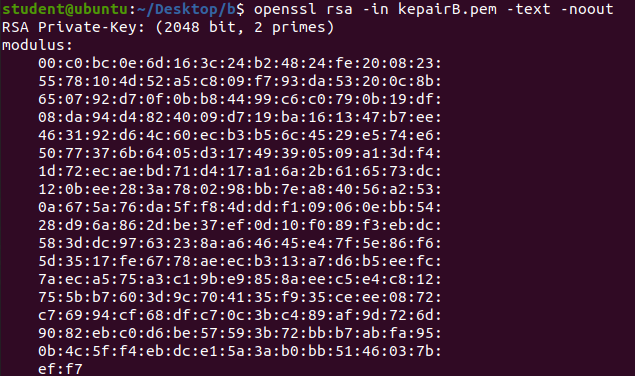 student@ubuntu:~/Desktop/b$ openssl rsa -in kepairB.pem -text -noout
RSA Private-Key: (2048 bit, 2 primes)
modulus:
00:c0:bc:0e:6d:16:3c:24:b2:48:24:fe:20:08:23:
55:78:10:4d:52:a5:c8:09:f7:93:da:53:20:0c:8b:
65:07:92:d7:0f:0b:b8:44:99:c6:c0:79:0b:19:df:
08:da:94:d4:82:40:09:d7:19:ba:16:13:47:b7:ee:
46:31:92:d6:4c:60:ec:b3:b5:6c:45:29:e5:74:e6:
50:77:37:6b:64:05:d3:17:49:39:05:09:a1:3d:f4:
1d:72:ec:ae:bd:71:d4:17:a1:6a:2b:61:65:73:dc:
12:0b:ee:28:3a:78:02:98:bb:7e:a8:40:56:a2:53:
0a:67:5a:76:da:5f:f8:4d:dd:f1:09:06:0e:bb:54:
28:d9:6a:86:2d:be:37:ef:0d:10:f0:89:f3:eb:dc:
58:3d:dc:97:63:23:8a:a6:46:45:e4:7f:5e:86:f6:
5d:35:17:fe:67:78:ae:ec:b3:13:a7:d6:b5:ee:fc:
7a:ec:a5:75:a3:c1:9b:e9:85:8a:ee:c5:e4:c8:12:
75:5b:b7:60:3d:9c:70:41:35:f9:35:ce:ee:08:72:
c7:69:94:cf:68:df:c7:0c:3b:c4:89:af:9d:72:6d:
90:82:eb:c0:d6:be:57:59:3b:72:bb:b7:ab:fa:95:
0b:4c:5f:f4:eb:dc:e1:5a:3a:b0:bb:51:46:03:7b:
ef:f7